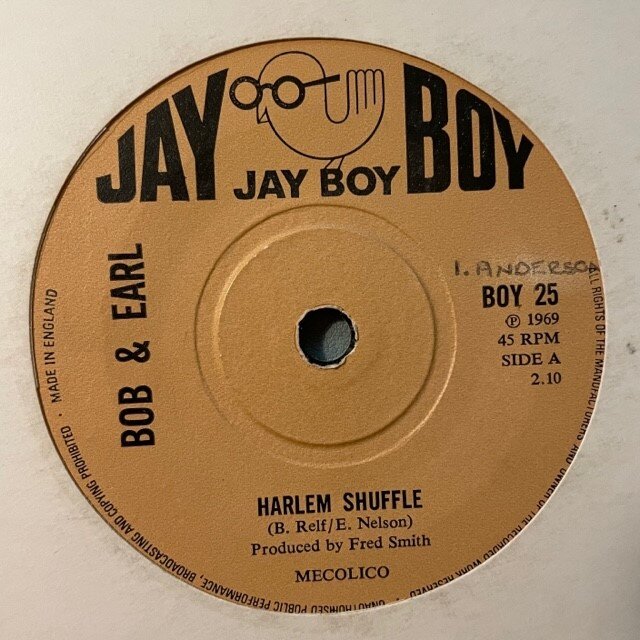 JAY BOY
JAY BOY
BOB & EARL
I. ANDERSON
BOY 25
℗ 1969
45 RPM
SIDE A
2.10
HARLEM SHUFFLE
(B. Relf/E. Nelson)
Produced by Fred Smith
MECOLICO
ALL RIGHTS OF THE MANUFACTURERS AND OWNER OF THE RECORDED WORK RESERVED · UNAUTHORISED PUBLIC PERFORMANCE, BROADCASTING AND COPYING PROHIBITED · MADE IN ENGLAND